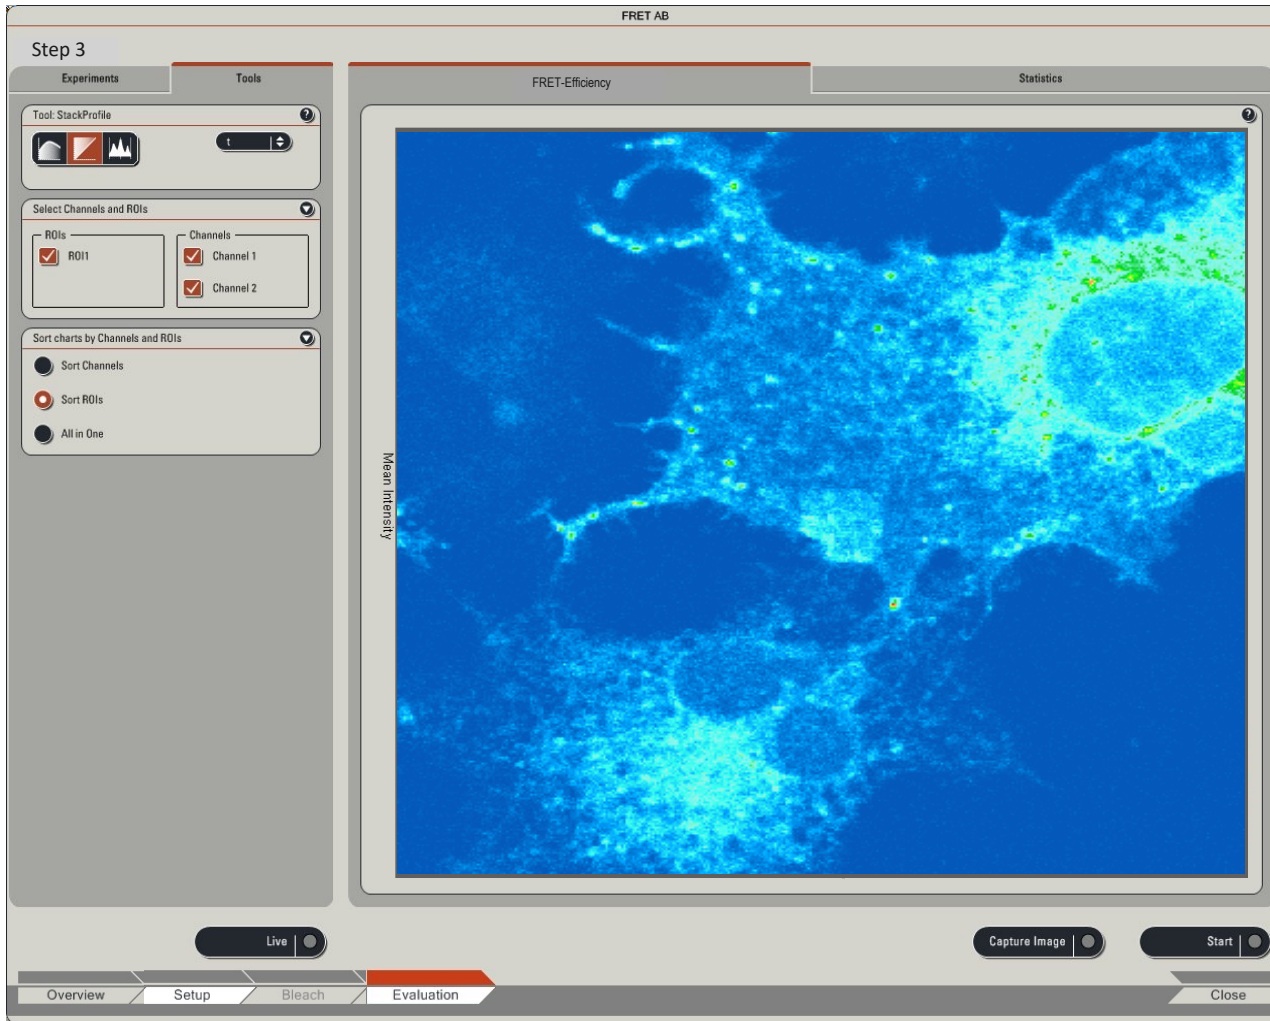 FRET AB
Step 3
Experiments
Tools
FRET-Efficiency
Statistics
Tool: StackProfile
?
t
Select Channels and ROIs
ROIs
ROI1
Channels
Channel 1
Channel 2
Sort charts by Channels and ROIs
Sort Channels
Sort ROIs
All in One
?
Mean Intensity
Live
Capture Image
Start
Overview
Setup
Bleach
Evaluation
Close